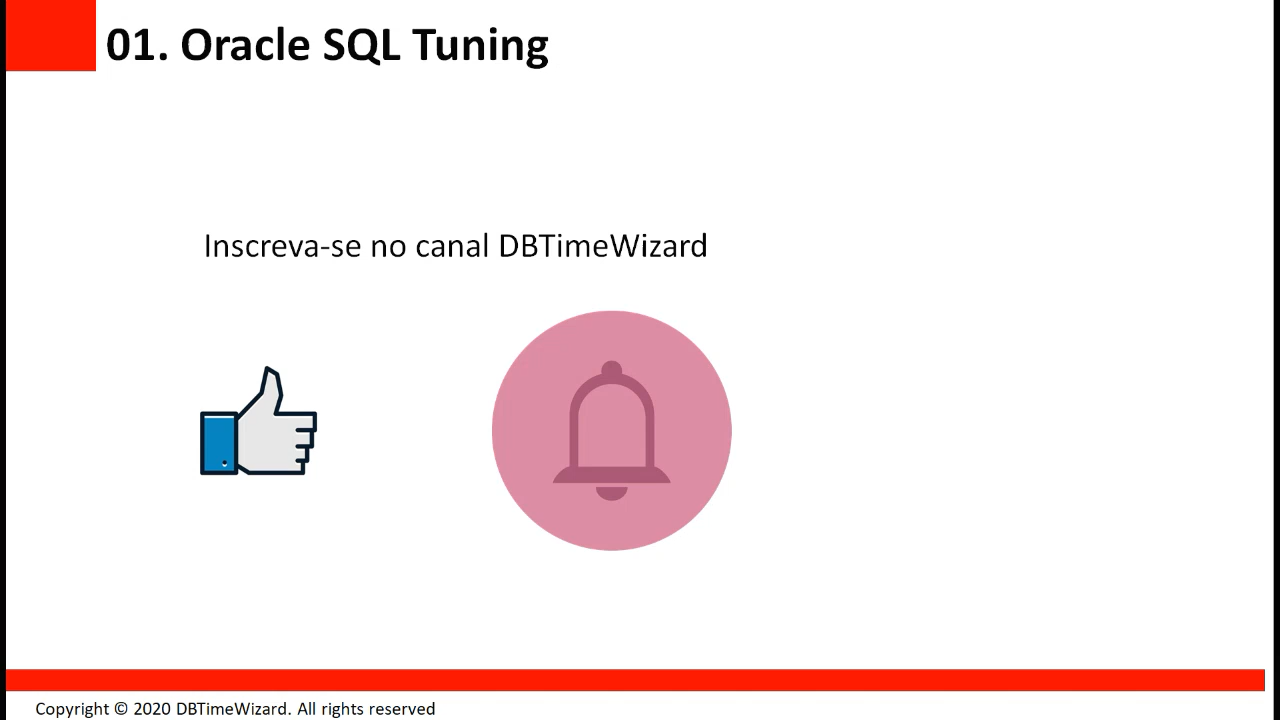 01. Oracle SQL Tuning
Inscreva-se no canal DBTimeWizard
Copyright © 2020 DBTimeWizard. All rights reserved